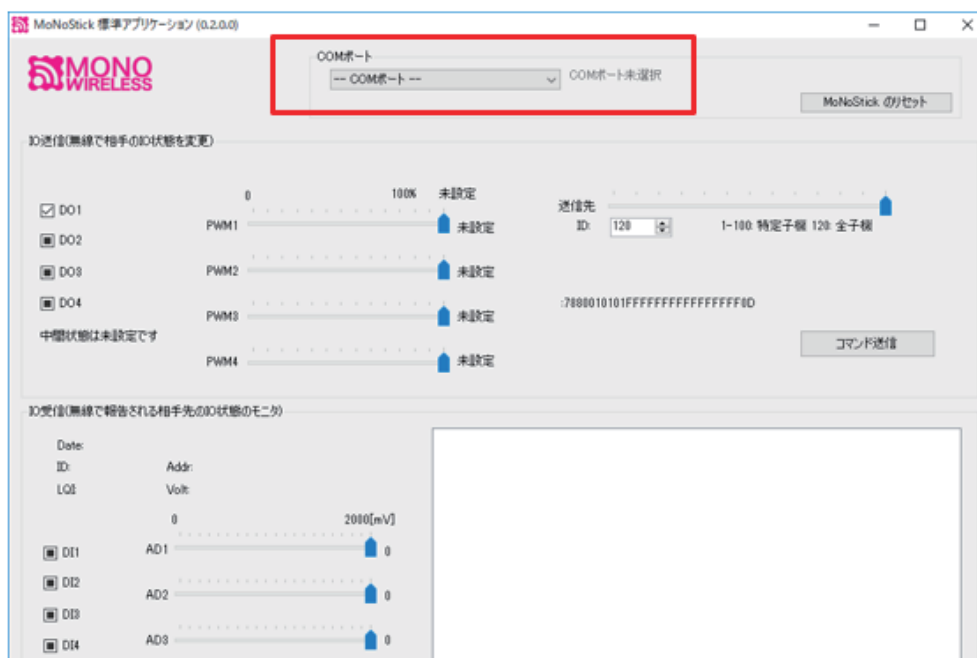 MoNoStick 標準アプリケーション (0.2.0.0)
MONO
WIRELESS
COMポート
-- COMポート --
COMポート未選択
MoNoStick のリセット
IO送信(無線で相手のIO状態を変更)
0 100% 未設定
DO1
DO2
DO3
DO4
中間状態は未設定です
PWM1 未設定
PWM2 未設定
PWM3 未設定
PWM4 未設定
送信先
ID: 120 1-100: 特定子機 120: 全子機
:7880010101FFFFFFFFFFFFFFFF0D
コマンド送信
IO受信(無線で報告される相手先のIO状態のモニタ)
Date:
ID: Addr:
LQI Volt:
0 2000[mV]
DI1
DI2
DI3
DI4
AD1 0
AD2 0
AD3 0